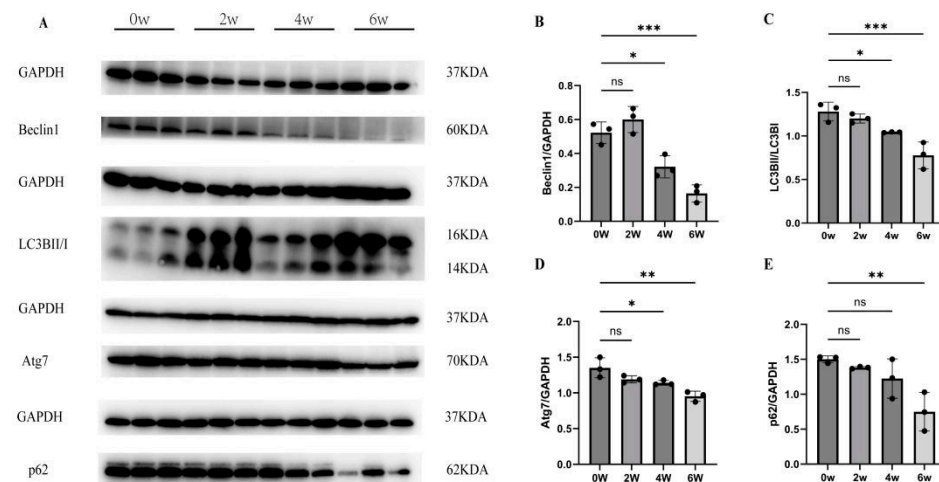 A
0w 2w 4w 6w
GAPDH 37KDA
Beclin1 60KDA
GAPDH 37KDA
LC3BII/I 16KDA
14KDA
GAPDH 37KDA
Atg7 70KDA
GAPDH 37KDA
p62 62KDA
B
***
*
ns
Beclin1/GAPDH
0.8
0.6
0.4
0.2
0.0
0W 2W 4W 6W
C
***
*
ns
LC3BII/LC3BI
1.5
1.0
0.5
0.0
0w 2w 4w 6w
D
**
*
ns
Atg7/GAPDH
2.0
1.5
1.0
0.5
0.0
0W 2W 4W 6W
E
**
ns
ns
p62/GAPDH
2.0
1.5
1.0
0.5
0.0
0w 2w 4w 6w